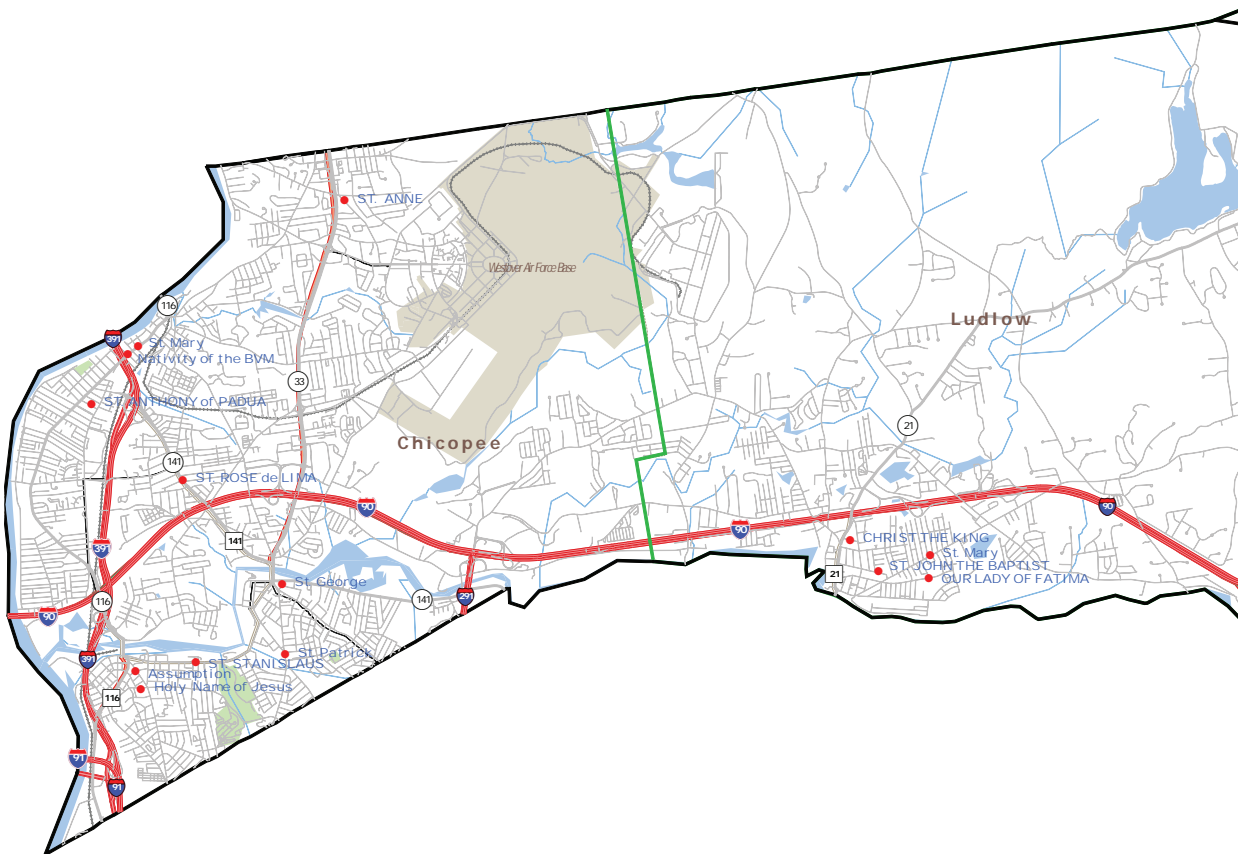 ST. ANNE
Westover Air Force Base
116
Ludlow
391
St. Mary
Nativity of the BVM
33
ST. ANTHONY of PADUA
21
Chicopee
141
ST. ROSE de LIMA
90
90
90
141
CHRIST THE KING
391
St. Mary
ST. JOHN THE BAPTIST
21
OUR LADY OF FATIMA
St. George
291
141
116
90
St. Patrick
391
ST. STANISLAUS
Assumption
Holy Name of Jesus
116
91
91